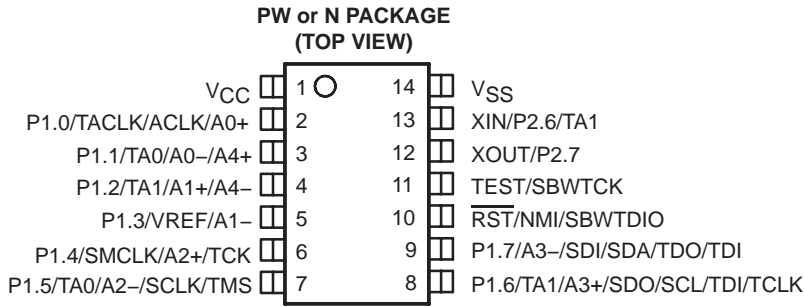 PW or N PACKAGE
(TOP VIEW)
VCC 1 14 VSS
P1.0/TACLK/ACLK/A0+ 2 13 XIN/P2.6/TA1
P1.1/TA0/A0−/A4+ 3 12 XOUT/P2.7
P1.2/TA1/A1+/A4− 4 11 TEST/SBWTCK
P1.3/VREF/A1− 5 10 RST/NMI/SBWTDIO
P1.4/SMCLK/A2+/TCK 6 9 P1.7/A3−/SDI/SDA/TDO/TDI
P1.5/TA0/A2−/SCLK/TMS 7 8 P1.6/TA1/A3+/SDO/SCL/TDI/TCLK